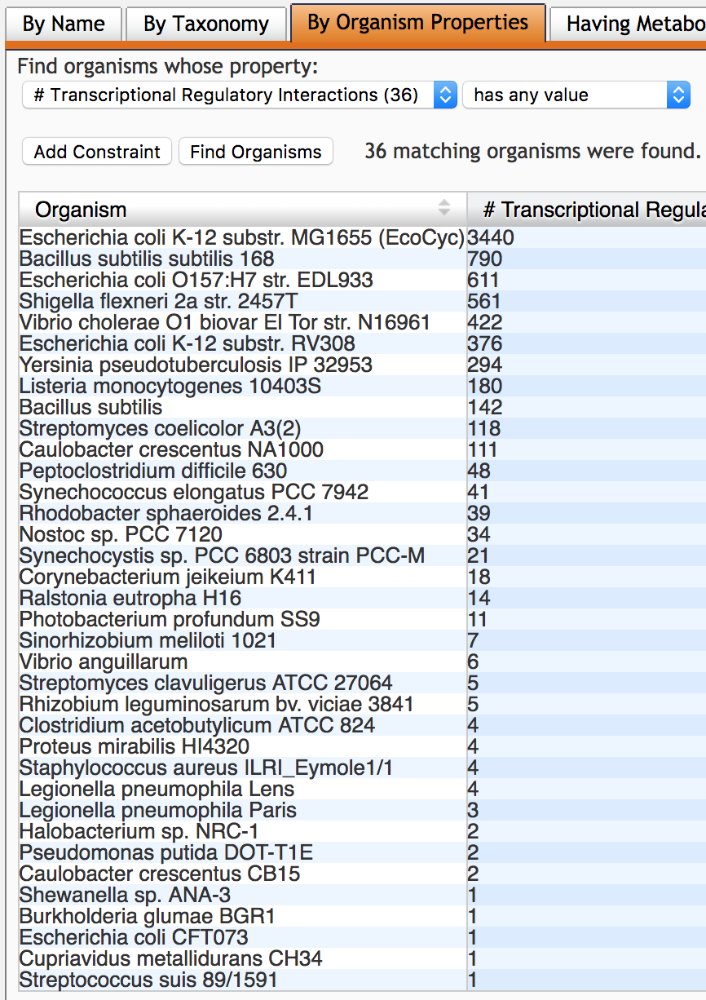 By Name By Taxonomy By Organism Properties Having Metabo
Find organisms whose property:
# Transcriptional Regulatory Interactions (36) has any value
Add Constraint Find Organisms 36 matching organisms were found.
Organism # Transcriptional Regula
Escherichia coli K-12 substr. MG1655 (EcoCyc) 3440
Bacillus subtilis subtilis 168 790
Escherichia coli O157:H7 str. EDL933 611
Shigella flexneri 2a str. 2457T 561
Vibrio cholerae O1 biovar El Tor str. N16961 422
Escherichia coli K-12 substr. RV308 376
Yersinia pseudotuberculosis IP 32953 294
Listeria monocytogenes 10403S 180
Bacillus subtilis 142
Streptomyces coelicolor A3(2) 118
Caulobacter crescentus NA1000 111
Peptoclostridium difficile 630 48
Synechococcus elongatus PCC 7942 41
Rhodobacter sphaeroides 2.4.1 39
Nostoc sp. PCC 7120 34
Synechocystis sp. PCC 6803 strain PCC-M 21
Corynebacterium jeikeium K411 18
Ralstonia eutropha H16 14
Photobacterium profundum SS9 11
Sinorhizobium meliloti 1021 7
Vibrio anguillarum 6
Streptomyces clavuligerus ATCC 27064 5
Rhizobium leguminosarum bv. viciae 3841 5
Clostridium acetobutylicum ATCC 824 4
Proteus mirabilis HI4320 4
Staphylococcus aureus ILRI_Eymole1/1 4
Legionella pneumophila Lens 4
Legionella pneumophila Paris 3
Halobacterium sp. NRC-1 2
Pseudomonas putida DOT-T1E 2
Caulobacter crescentus CB15 2
Shewanella sp. ANA-3 1
Burkholderia glumae BGR1 1
Escherichia coli CFT073 1
Cupriavidus metallidurans CH34 1
Streptococcus suis 89/1591 1